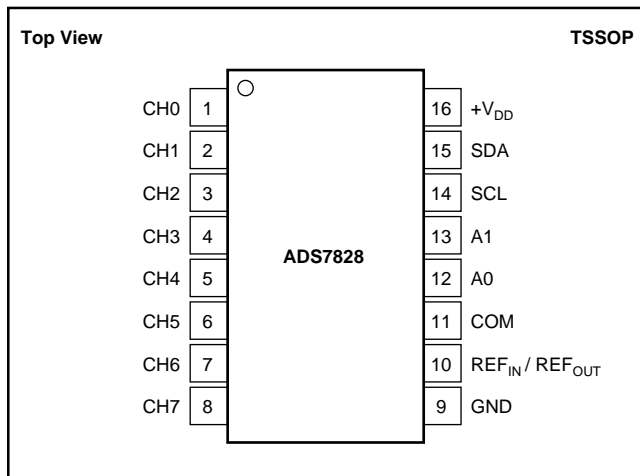 Top View TSSOP
CH0 1 16 +VDD
CH1 2 15 SDA
CH2 3 14 SCL
CH3 4 13 A1
ADS7828
CH4 5 12 A0
CH5 6 11 COM
CH6 7 10 REFIN / REFOUT
CH7 8 9 GND